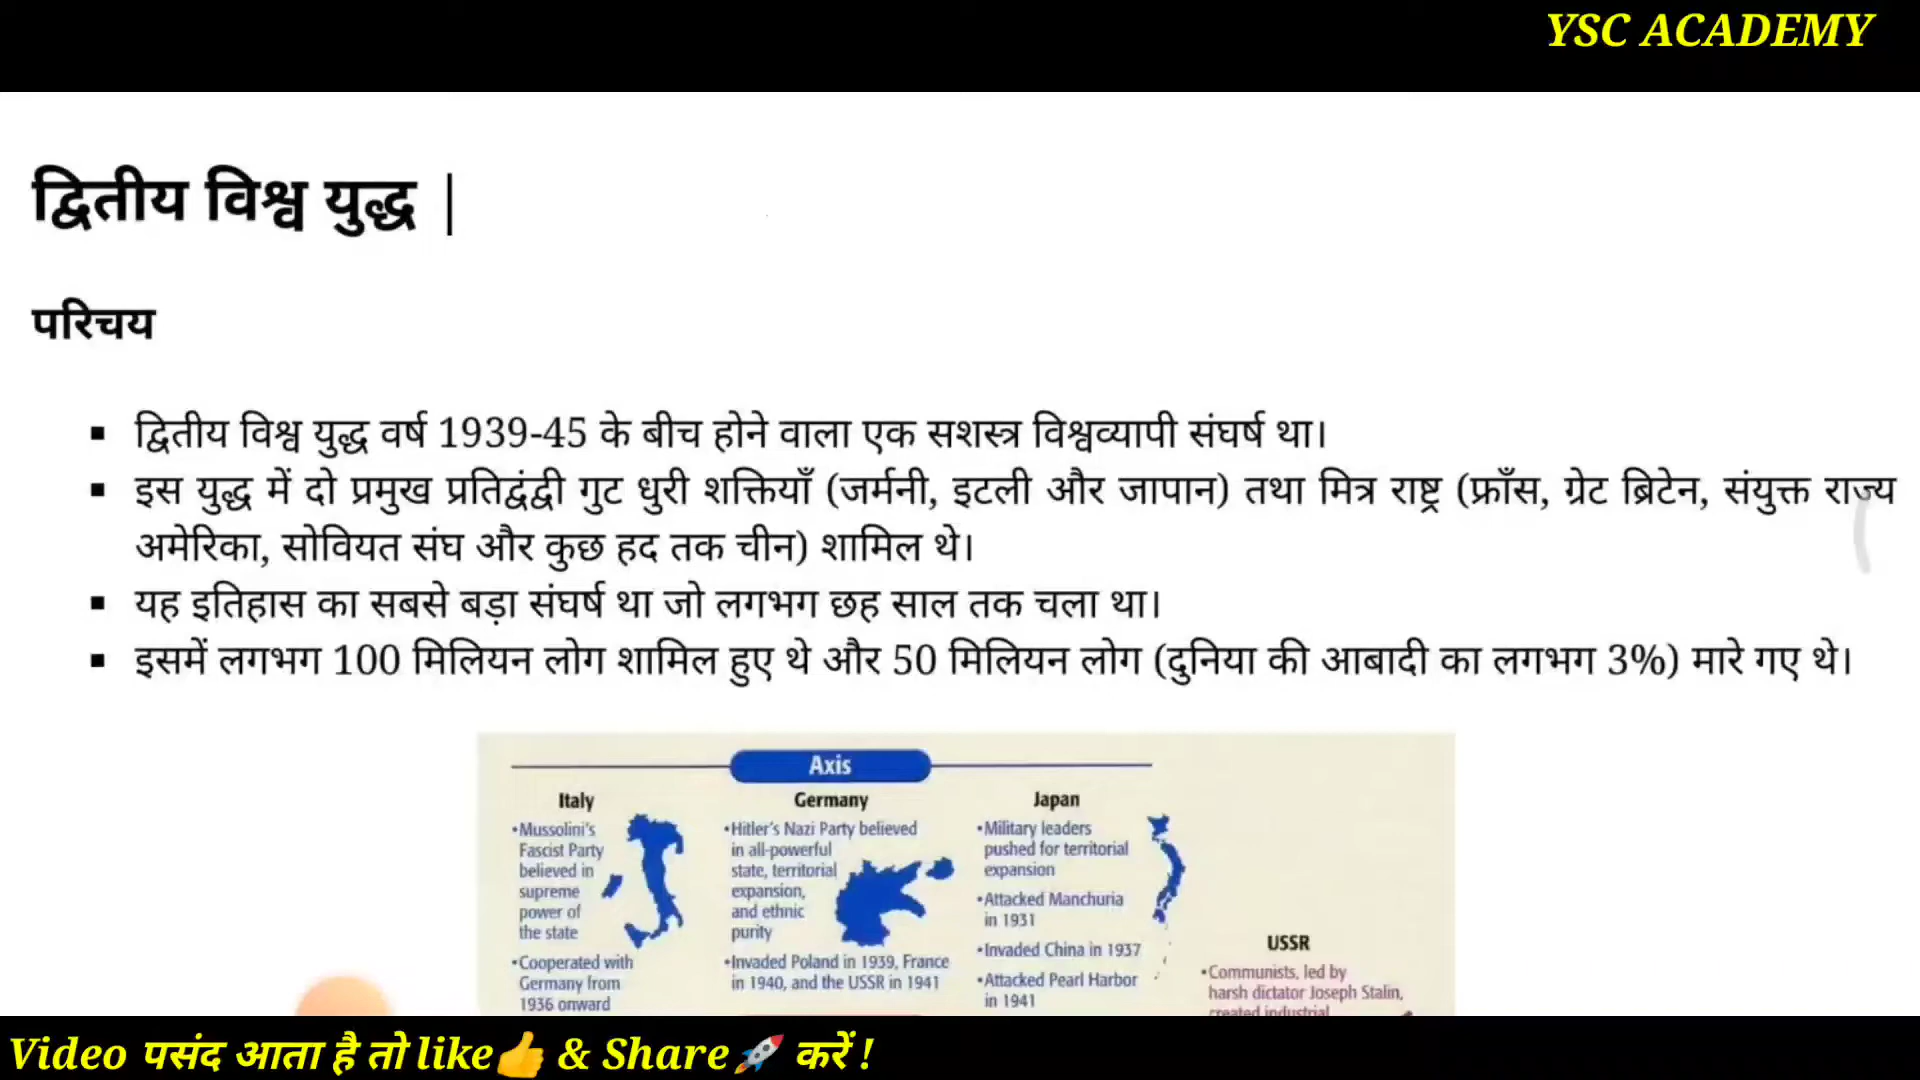 YSC ACADEMY
द्वितीय विश्व युद्ध |
परिचय
▪ द्वितीय विश्व युद्ध वर्ष 1939-45 के बीच होने वाला एक सशस्त्र विश्वव्यापी संघर्ष था।
▪ इस युद्ध में दो प्रमुख प्रतिद्वंद्वी गुट धुरी शक्तियाँ (जर्मनी, इटली और जापान) तथा मित्र राष्ट्र (फ्राँस, ग्रेट ब्रिटेन, संयुक्त राज्य
अमेरिका, सोवियत संघ और कुछ हद तक चीन) शामिल थे।
▪ यह इतिहास का सबसे बड़ा संघर्ष था जो लगभग छह साल तक चला था।
▪ इसमें लगभग 100 मिलियन लोग शामिल हुए थे और 50 मिलियन लोग (दुनिया की आबादी का लगभग 3%) मारे गए थे।
Axis
Italy
•Mussolini's
Fascist Party
believed in
supreme
power of
the state
•Cooperated with
Germany from
1936 onward
Germany
•Hitler's Nazi Party believed
in all-powerful
state, territorial
expansion,
and ethnic
purity
•Invaded Poland in 1939, France
in 1940, and the USSR in 1941
Japan
•Military leaders
pushed for territorial
expansion
•Attacked Manchuria
in 1931
•Invaded China in 1937
•Attacked Pearl Harbor
in 1941
USSR
•Communists, led by
harsh dictator Joseph Stalin,
created industrial
Video पसंद आता है तो like👍 & Share🚀 करें !